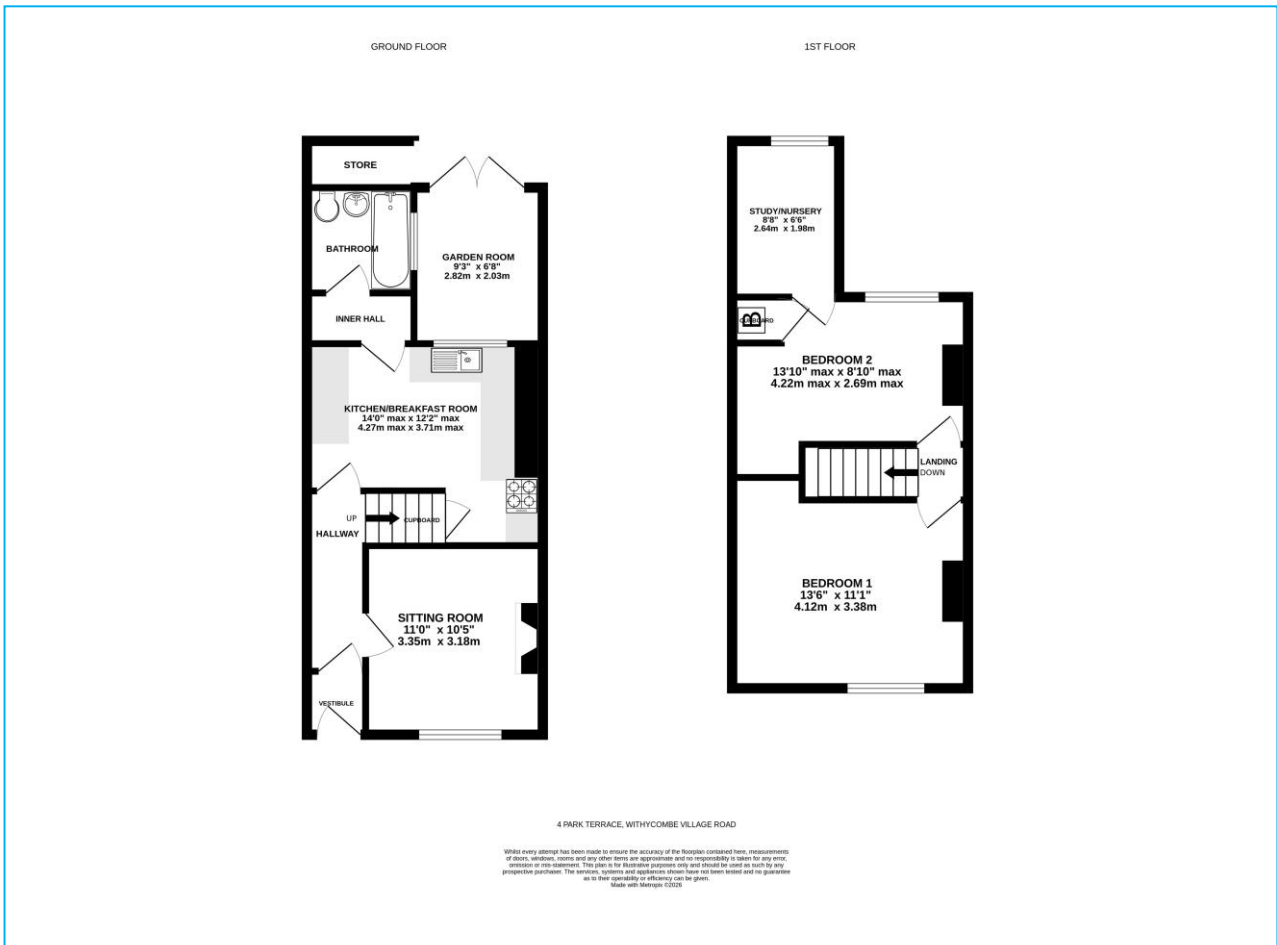 GROUND FLOOR
1ST FLOOR
STORE
BATHROOM
GARDEN ROOM
9'3" x 6'8"
2.82m x 2.03m
INNER HALL
KITCHEN/BREAKFAST ROOM
14'0" max x 12'2" max
4.27m max x 3.71m max
UP
CUPBOARD
HALLWAY
SITTING ROOM
11'0" x 10'5"
3.35m x 3.18m
VESTIBULE
STUDY/NURSERY
8'8" x 6'6"
2.64m x 1.98m
CUPBOARD
B
BEDROOM 2
13'10" max x 8'10" max
4.22m max x 2.69m max
LANDING
DOWN
BEDROOM 1
13'6" x 11'1"
4.12m x 3.38m
4 PARK TERRACE, WITHYCOMBE VILLAGE ROAD
Whilst every attempt has been made to ensure the accuracy of the floorplan contained here, measurements
of doors, windows, rooms and any other items are approximate and no responsibility is taken for any error,
omission or mis-statement. This plan is for illustrative purposes only and should be used as such by any
prospective purchaser. The services, systems and appliances shown have not been tested and no guarantee
as to their operability or efficiency can be given.
Made with Metropix ©2026